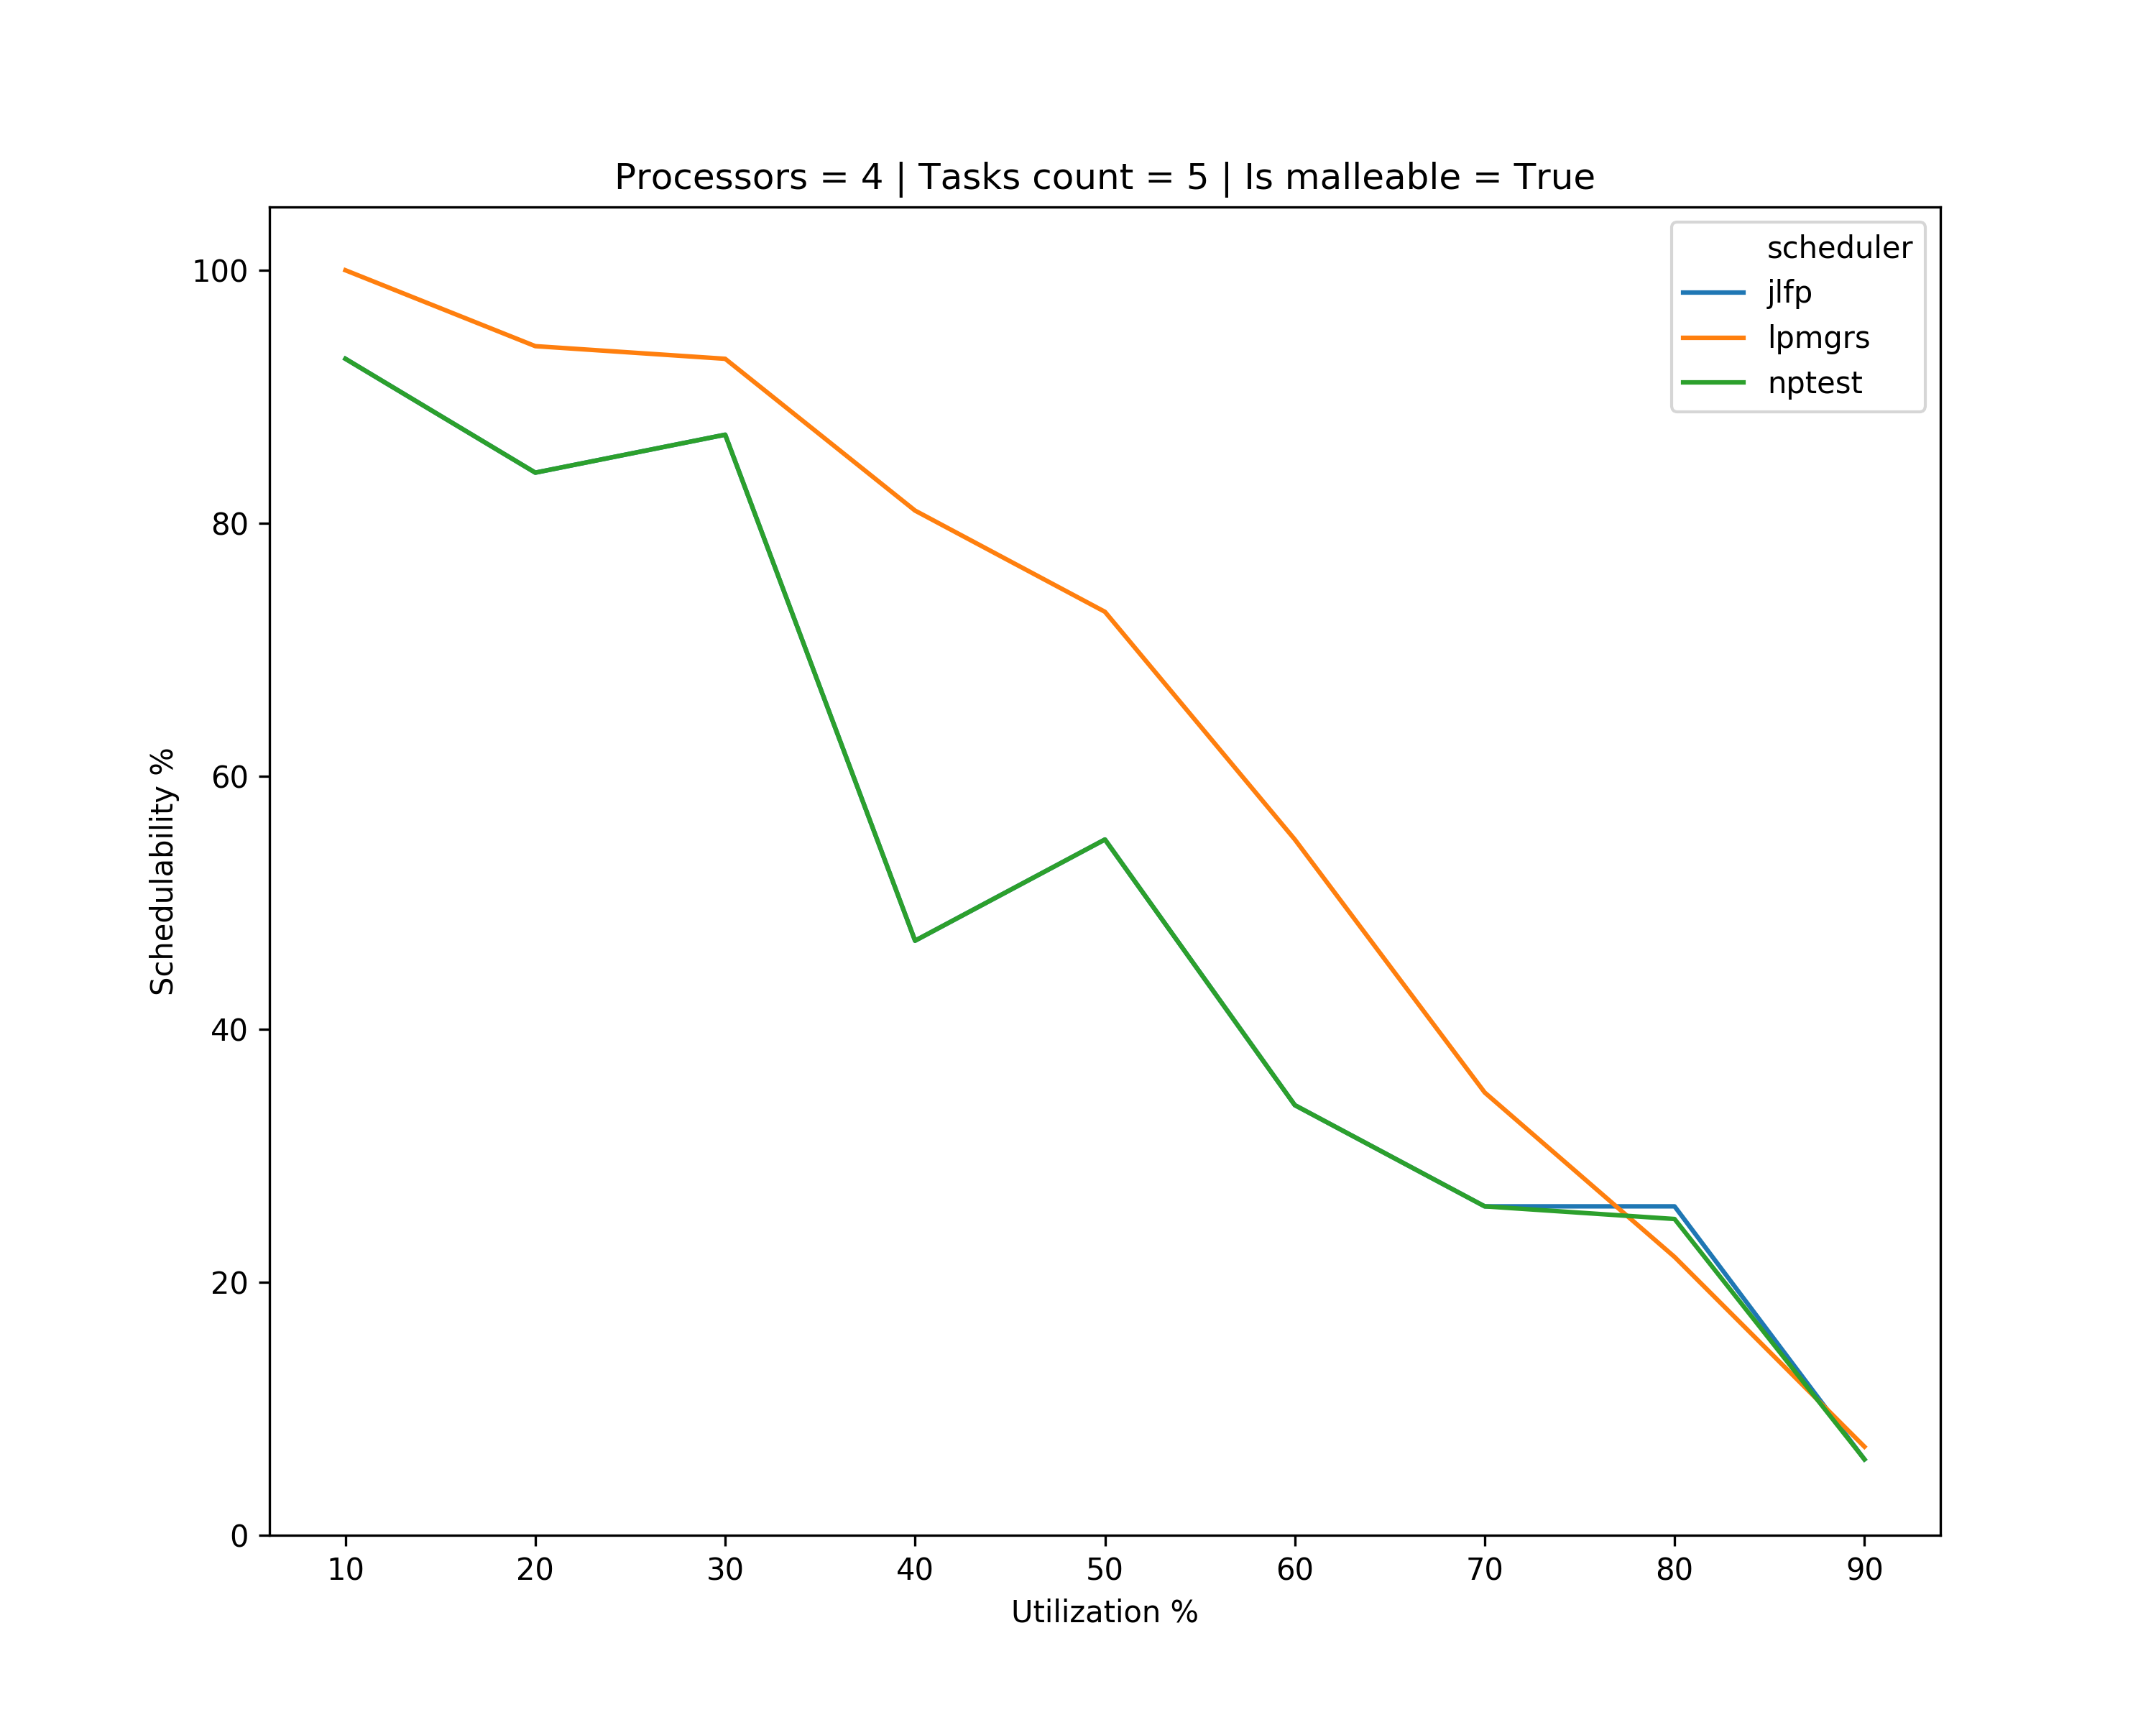 Processors = 4 | Tasks count = 5 | Is malleable = True
scheduler
jlfp
lpmgrs
nptest
Schedulability %
100
80
60
40
20
0
10 20 30 40 50 60 70 80 90
Utilization %